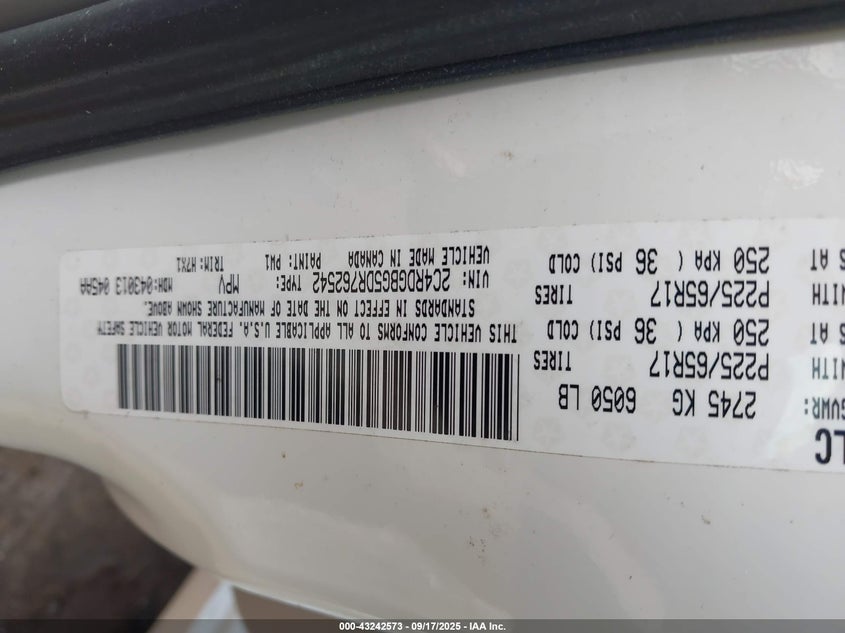 LC
GVWR: 2745 KG 6050 LB
ITH P225/65R17 TIRES
S AT 250 KPA ( 36 PSI) COLD
ITH P225/65R17 TIRES
S AT 250 KPA ( 36 PSI) COLD
THIS VEHICLE CONFORMS TO ALL APPLICABLE U.S.A. FEDERAL MOTOR VEHICLE SAFETY
STANDARDS IN EFFECT ON THE DATE OF MANUFACTURE SHOWN ABOVE.
VIN: 2C4RDGBG5DR762542 TYPE: MPV MDH:043013 045AA
VEHICLE MADE IN CANADA PAINT: PW1 TRIM: H7X1
000-43242573 - 09/17/2025 - IAA Inc.